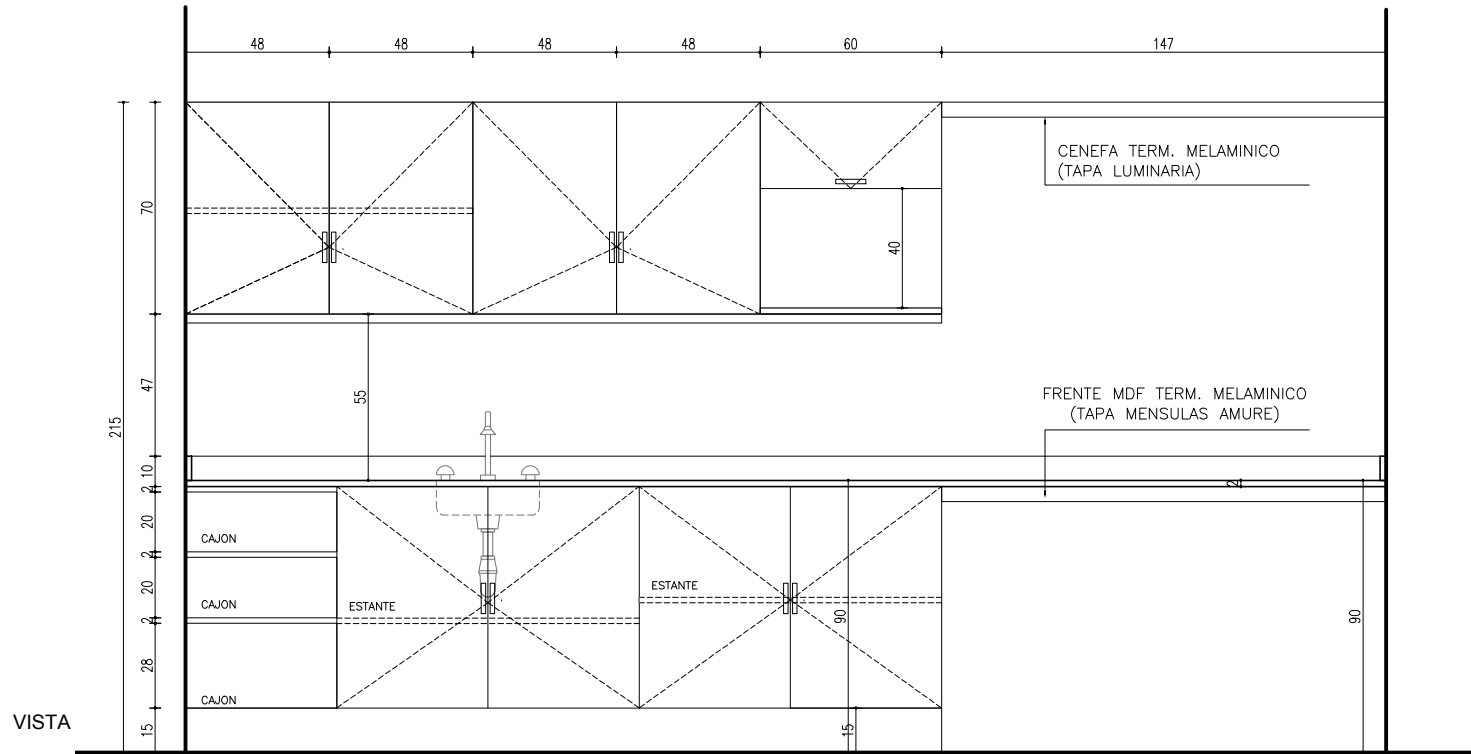 48 48 48 48 60 147
CENEFA TERM. MELAMINICO
(TAPA LUMINARIA)
70
40
47
55
215
FRENTE MDF TERM. MELAMINICO
(TAPA MENSULAS AMURE)
10
2
2
20
CAJON
2
20
CAJON
ESTANTE
ESTANTE
2
90
90
28
CAJON
15
15
VISTA